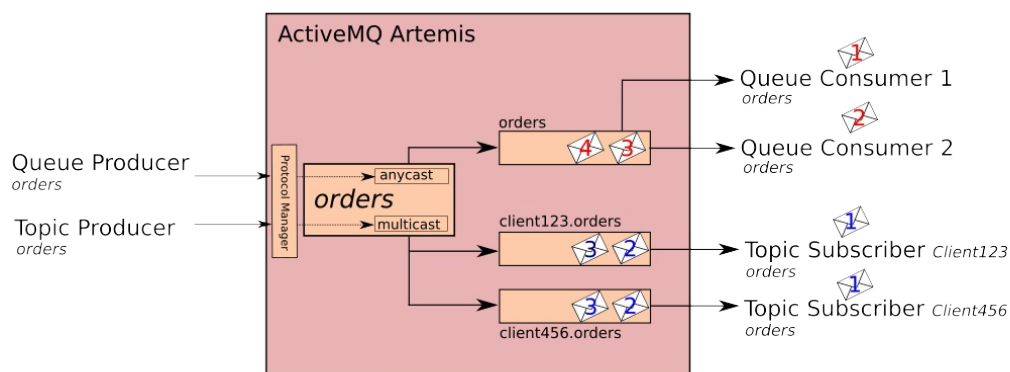 ActiveMQ Artemis
1
Queue Consumer 1
orders
2
Queue Consumer 2
orders
orders
4 3
Queue Producer
orders
Topic Producer
orders
Protocol Manager
orders
anycast
multicast
client123.orders
3 2
1
Topic Subscriber Client123
orders
3 2
client456.orders
1
Topic Subscriber Client456
orders